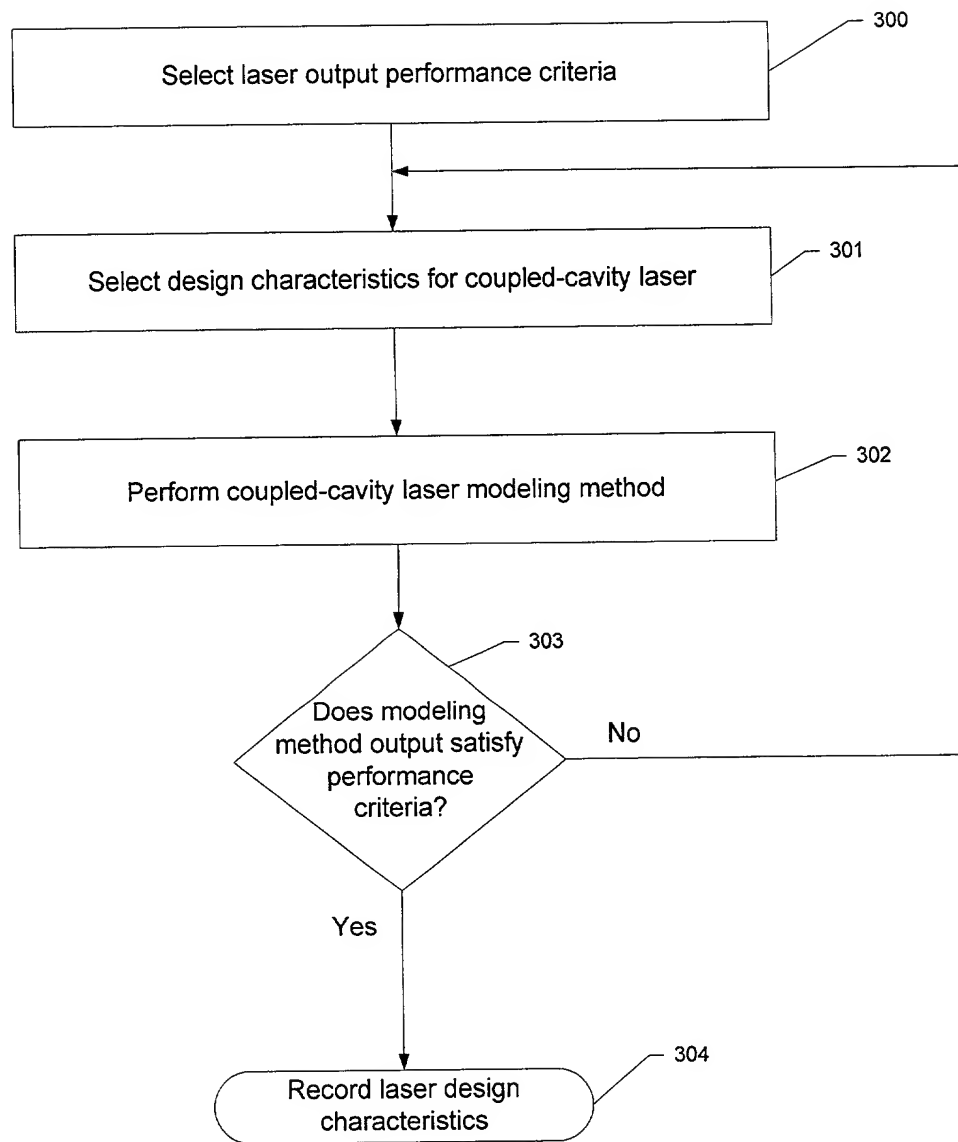 300
Select laser output performance criteria
301
Select design characteristics for coupled-cavity laser
302
Perform coupled-cavity laser modeling method
303
Does modeling
method output satisfy
performance
criteria?
No
Yes
304
Record laser design
characteristics